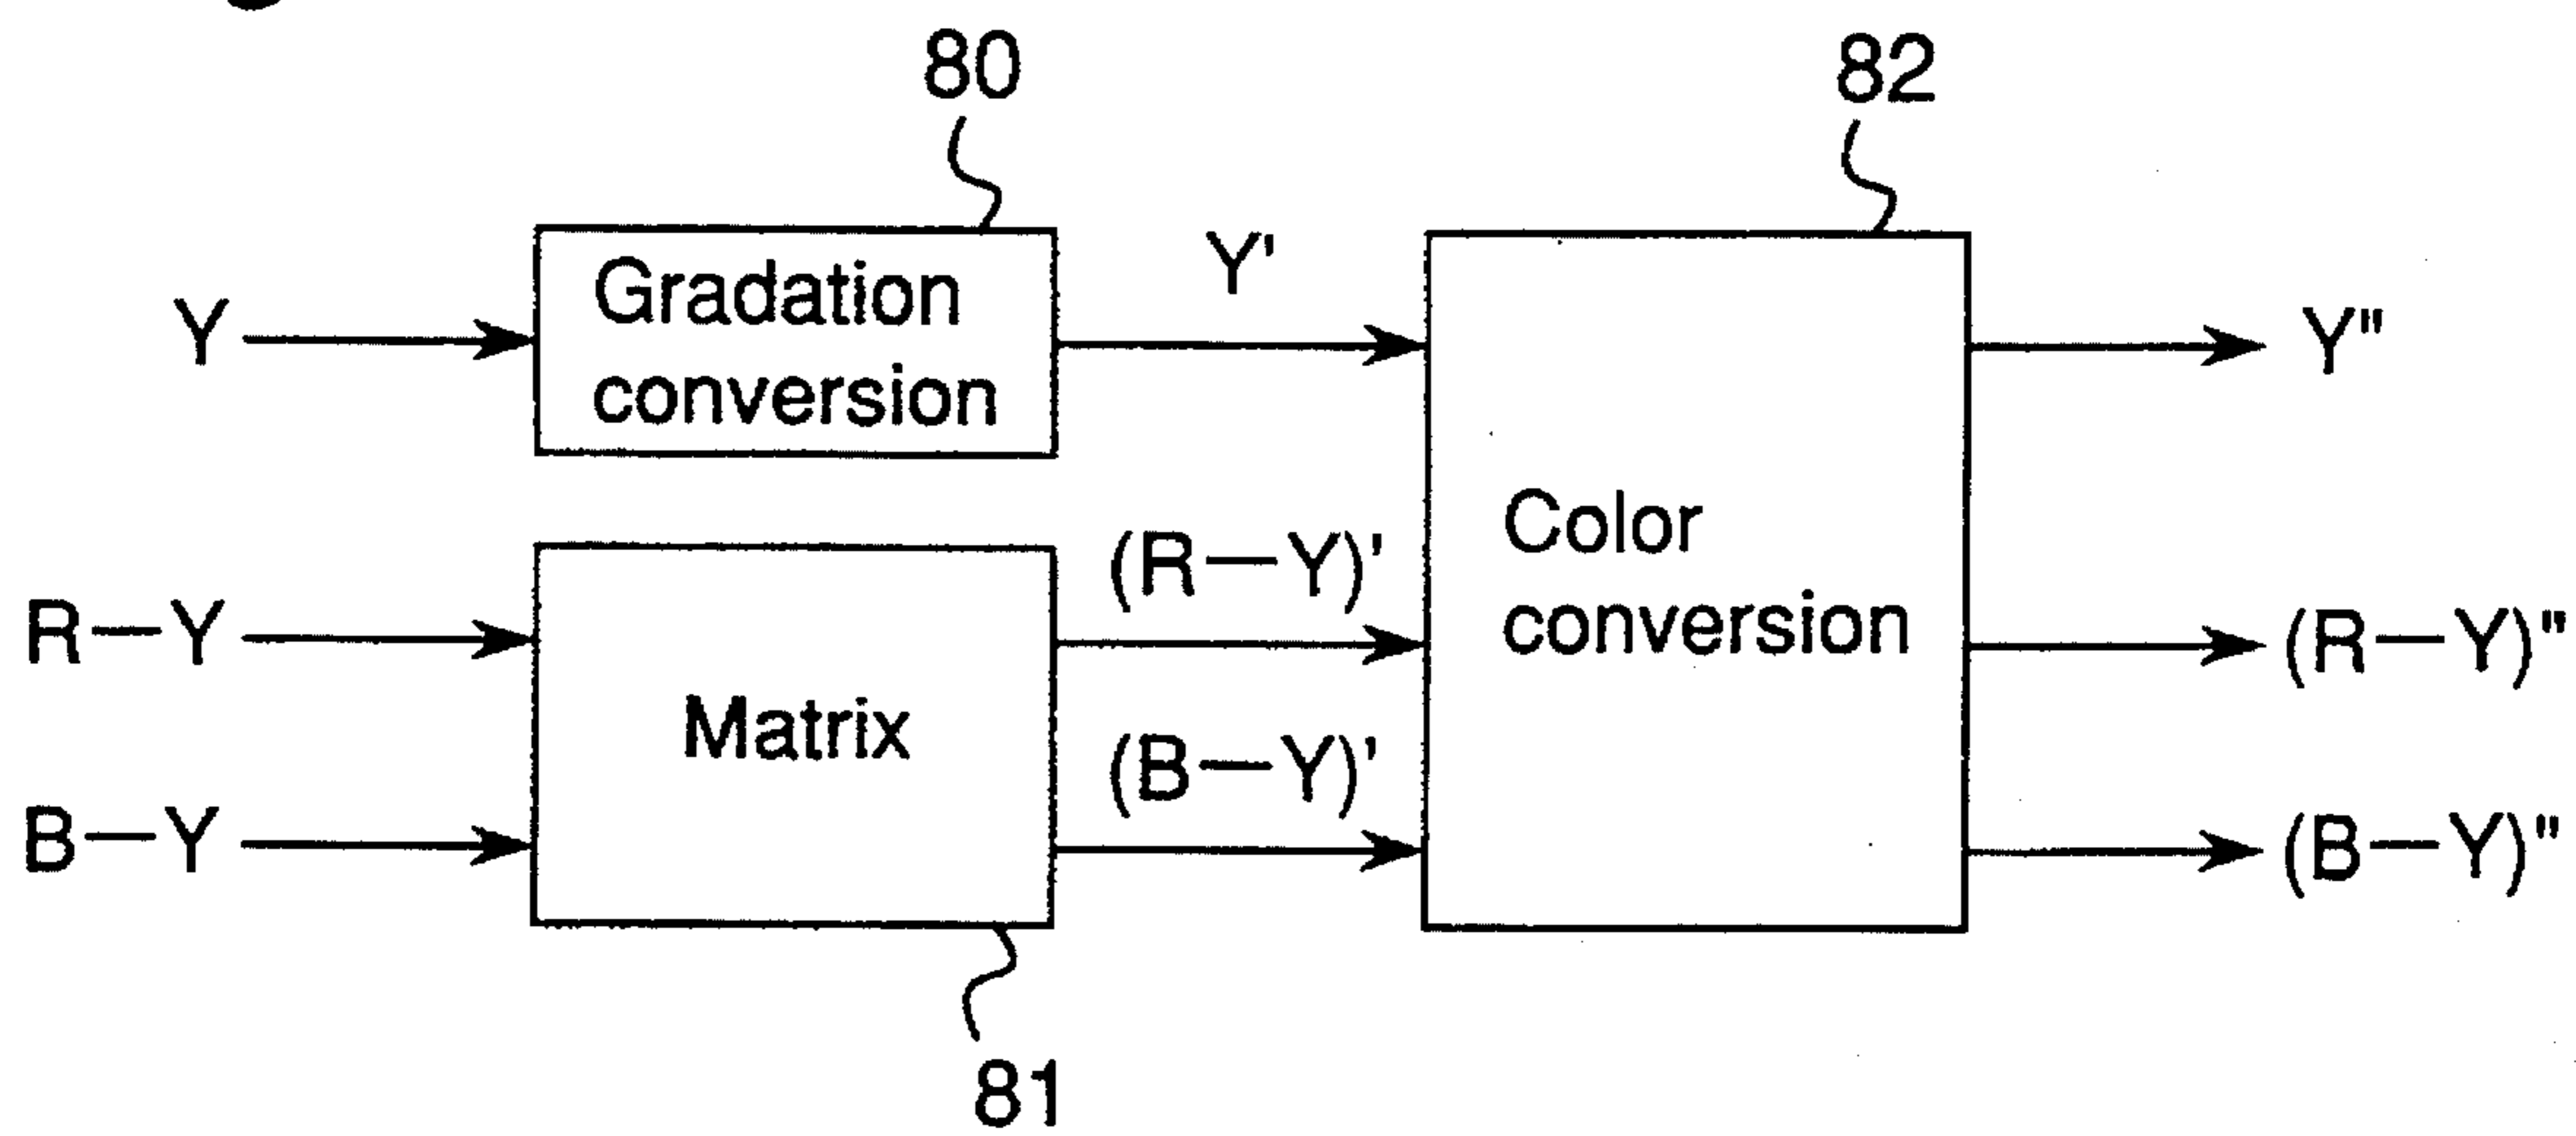 80
82
Y
Gradation
conversion
Y'
Y"
R—Y
B—Y
Matrix
(R—Y)'
(B—Y)'
Color
conversion
(R—Y)"
(B—Y)"
81